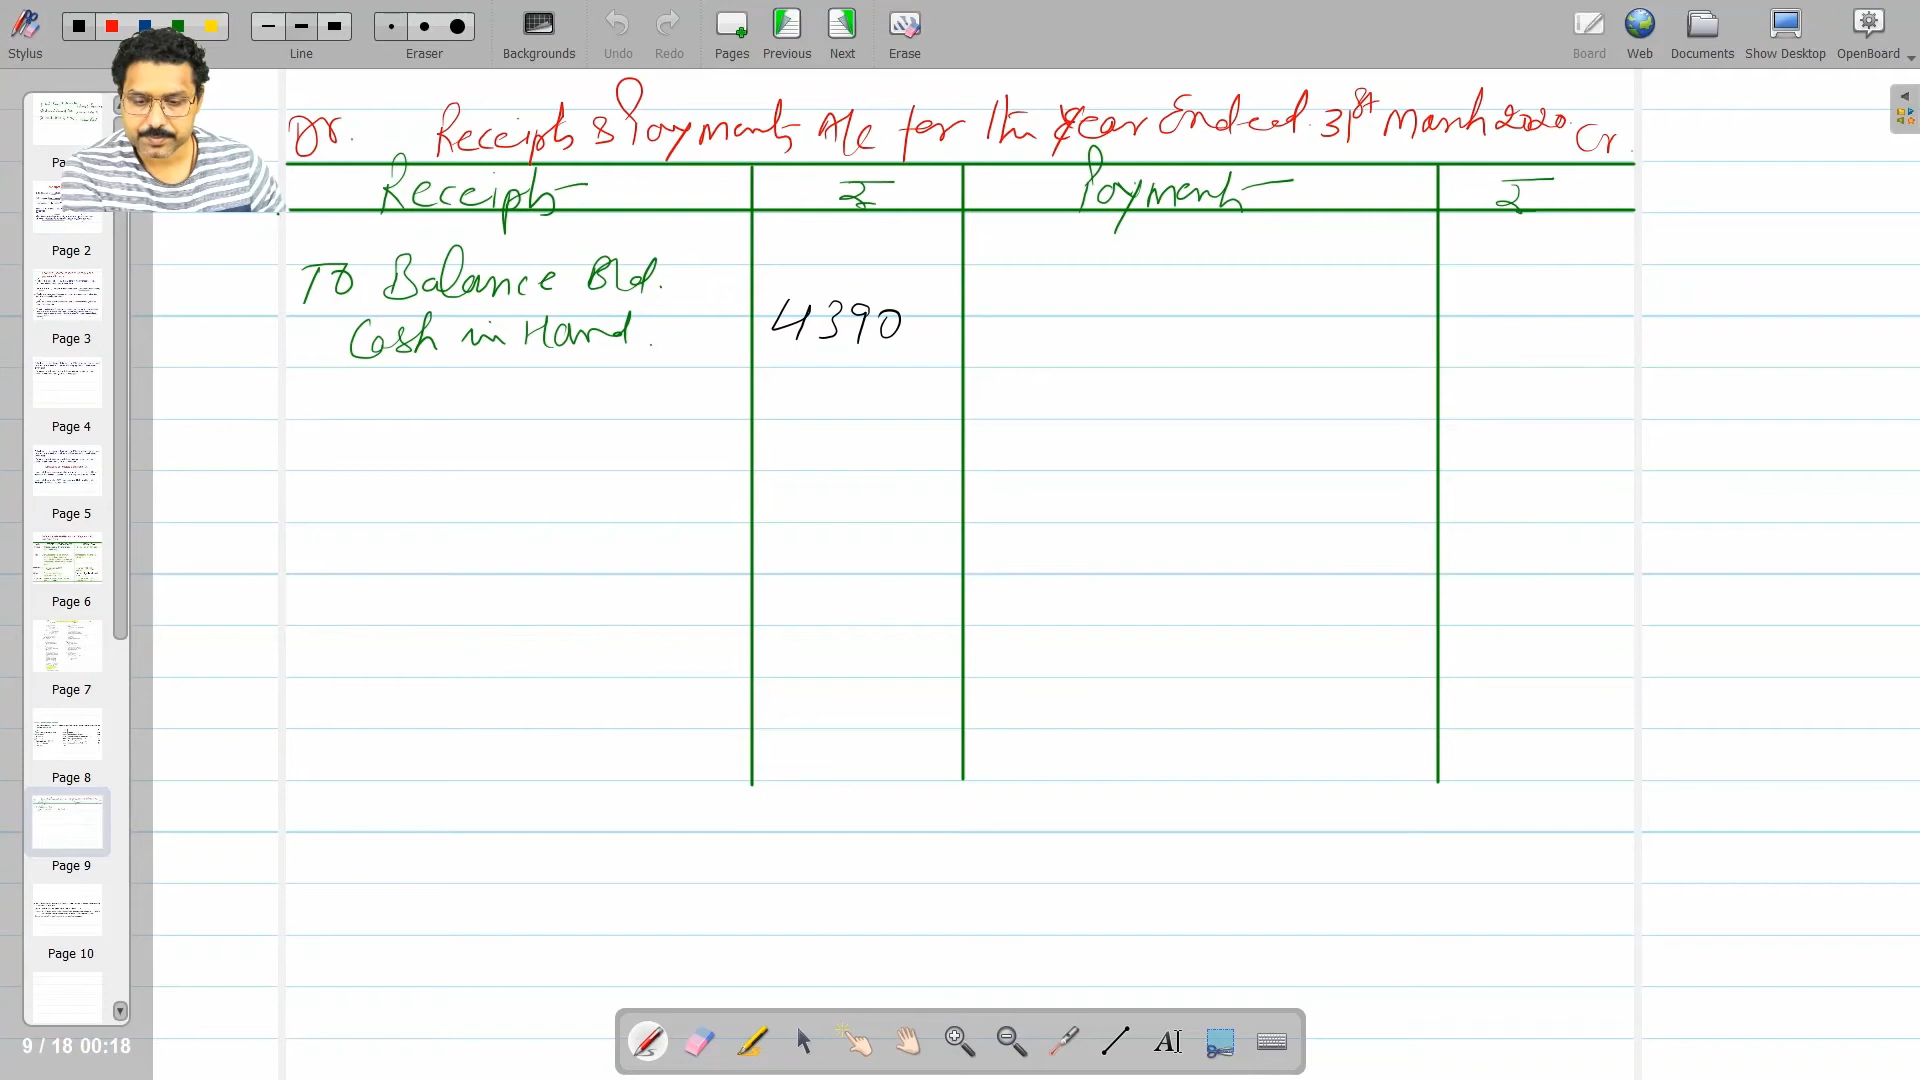 Stylus
Line
Eraser
Backgrounds
Undo
Redo
Pages
Previous
Next
Erase
Board
Web
Documents
Show Desktop
OpenBoard
Dr. Receipts & Payments A/c for the Year Ended 31st March 2020. Cr.
Receipts ₹ Payment ₹
To Balance B/d.
Cash in Hand. 4390
Pa
Page 2
Page 3
Page 4
Page 5
Page 6
Page 7
Page 8
Page 9
Page 10
9 / 18 00:18